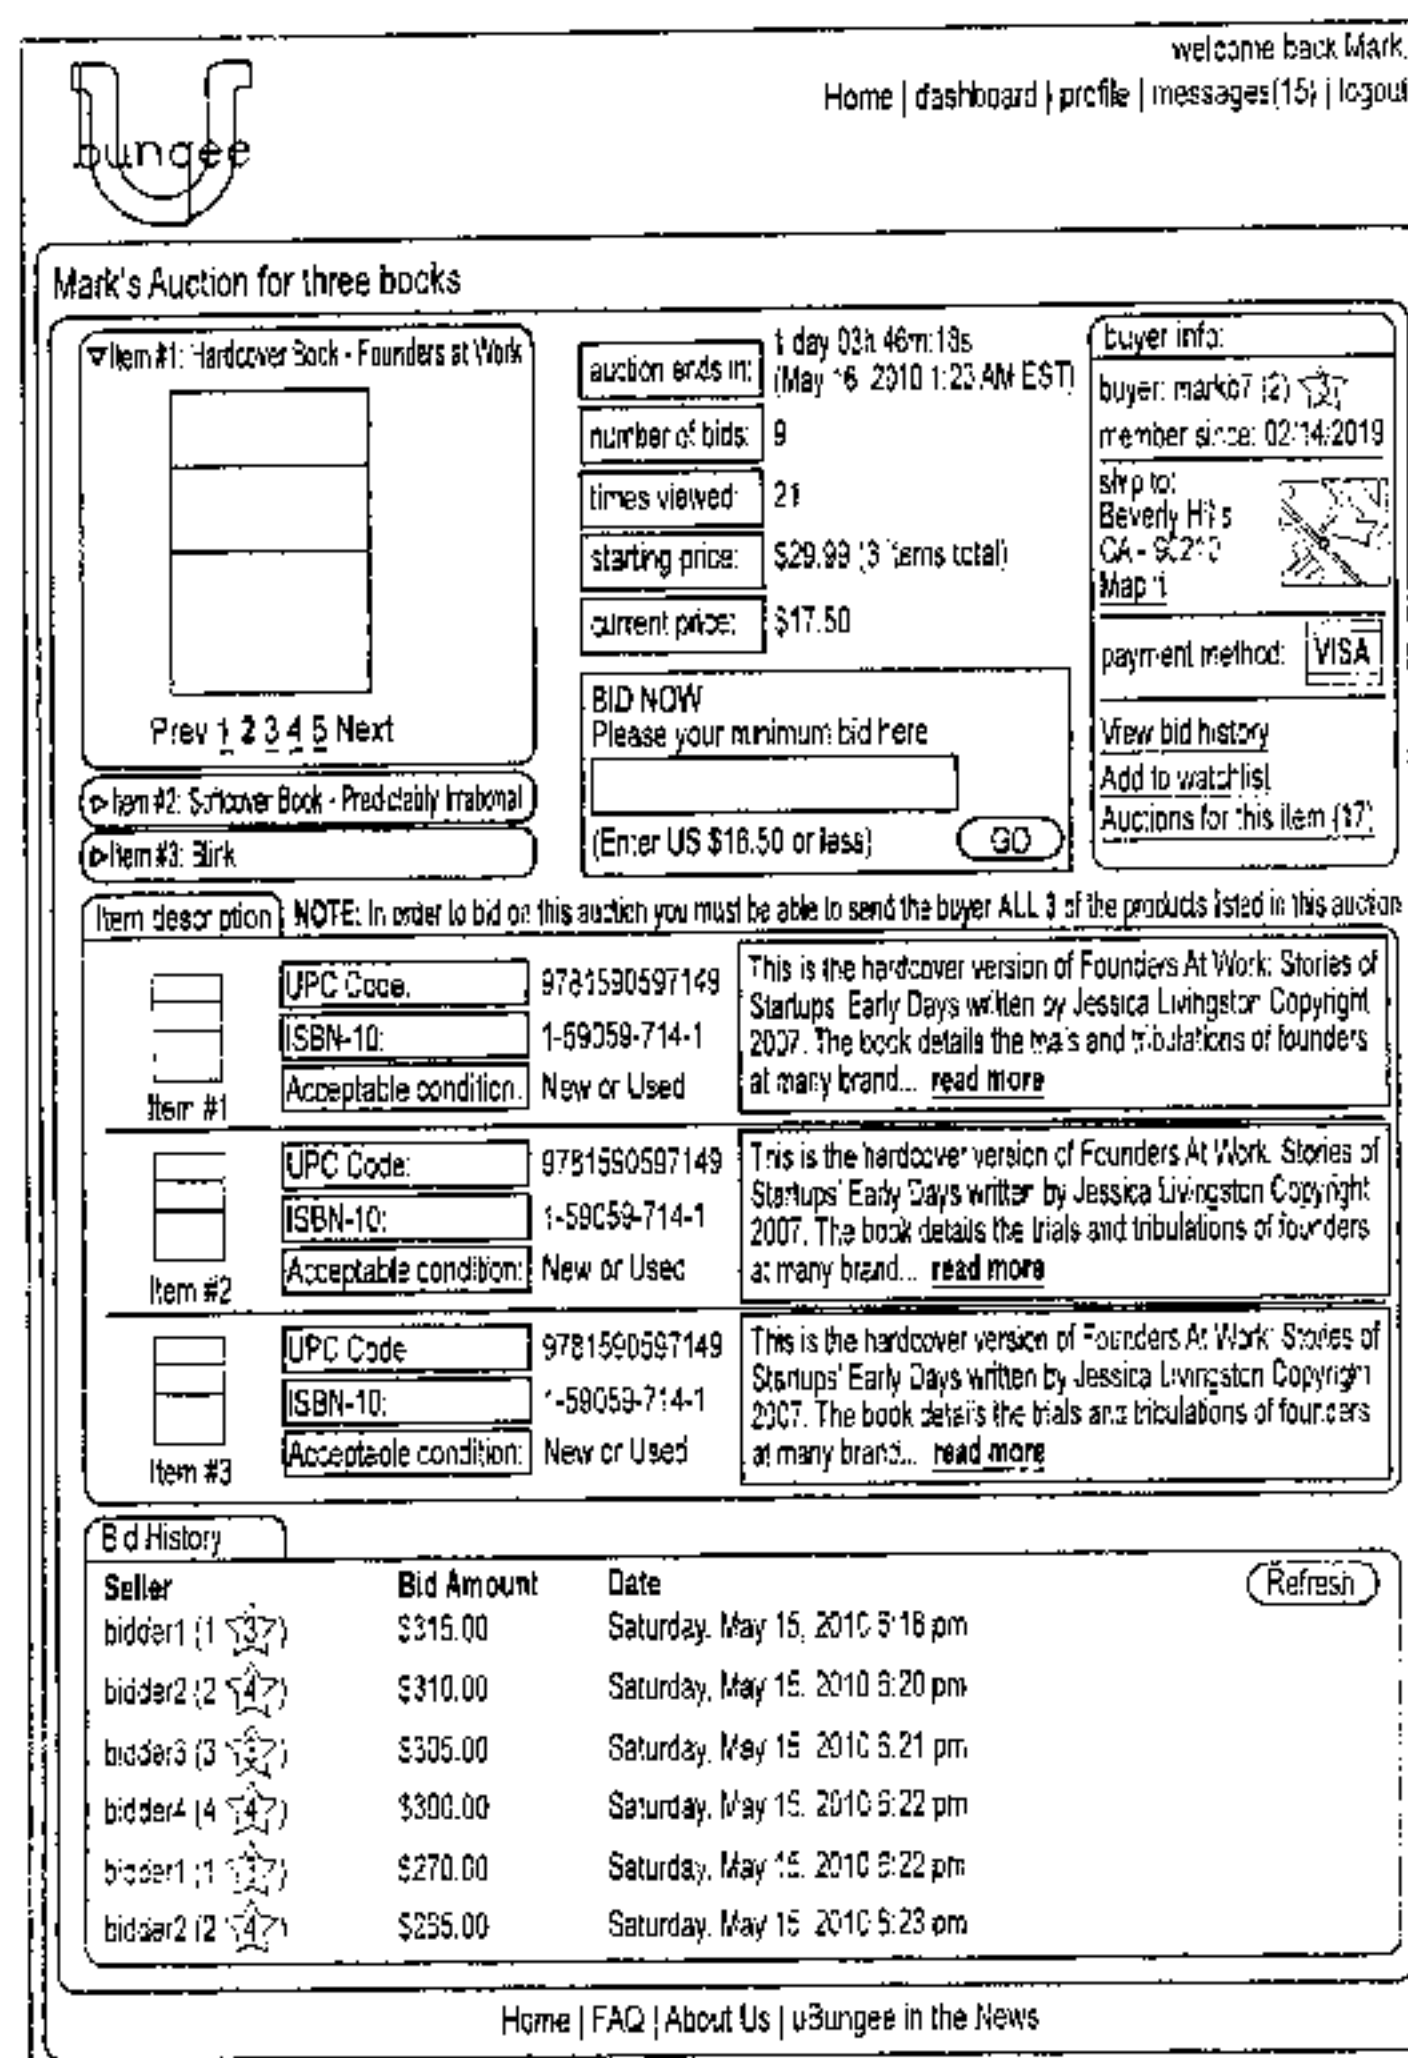 welcome back Mark.
Home | dashboard | profile | messages(15) | logout
bungee
Mark's Auction for three books
Item #1: Hardcover Book - Founders at Work
Prev 1 2 3 4 5 Next
Item #2: Softcover Book - Predictably Irrational
Item #3: Blink
auction ends in:
1 day 03h 46m:18s
(May 16 2010 1:23 AM EST)
number of bids: 9
times viewed: 21
starting price: $29.99 (3 items total)
current price: $17.50
BID NOW
Please your minimum bid here
(Enter US $16.50 or less)
GO
buyer info:
buyer: markb7 (2)
member since: 02/14/2019
ship to:
Beverly Hills
CA - 90210
Map it
payment method: VISA
View bid history
Add to watchlist
Auctions for this item (17)
Item description
NOTE: In order to bid on this auction you must be able to send the buyer ALL 3 of the products listed in this auction
Item #1
UPC Code: 9781590597149
ISBN-10: 1-59059-714-1
Acceptable condition: New or Used
This is the hardcover version of Founders At Work: Stories of
Startups' Early Days written by Jessica Livingston Copyright
2007. The book details the trials and tribulations of founders
at many brand... read more
Item #2
UPC Code: 9781590597149
ISBN-10: 1-59059-714-1
Acceptable condition: New or Used
This is the hardcover version of Founders At Work: Stories of
Startups' Early Days written by Jessica Livingston Copyright
2007. The book details the trials and tribulations of founders
at many brand... read more
Item #3
UPC Code 9781590597149
ISBN-10: 1-59059-714-1
Acceptable condition: New or Used
This is the hardcover version of Founders At Work: Stories of
Startups' Early Days written by Jessica Livingston Copyright
2007. The book details the trials and tribulations of founders
at many brand... read more
Bid History
Refresh
Seller Bid Amount Date
bidder1 (1 3) $315.00 Saturday, May 15, 2010 6:18 pm
bidder2 (2 4) $310.00 Saturday, May 15, 2010 6:20 pm
bidder3 (3 ) $305.00 Saturday, May 15, 2010 6:21 pm
bidder4 (4 4) $300.00 Saturday, May 15, 2010 6:22 pm
bidder1 (1 3) $270.00 Saturday, May 15, 2010 6:22 pm
bidder2 (2 4) $265.00 Saturday, May 15, 2010 6:23 pm
Home | FAQ | About Us | uBungee in the News